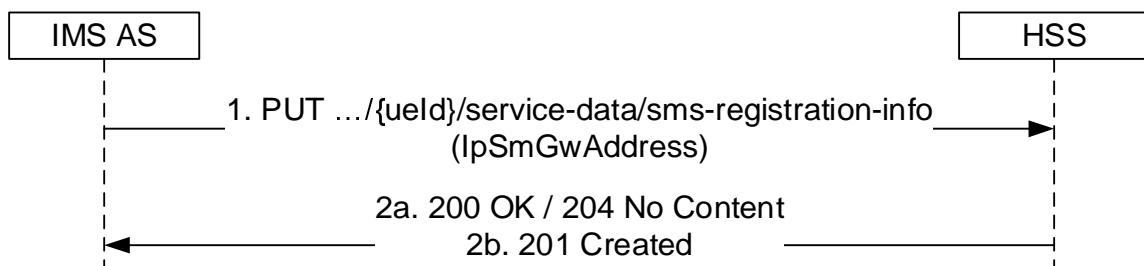 IMS AS
HSS
1. PUT …/{ueId}/service-data/sms-registration-info
(IpSmGwAddress)
2a. 200 OK / 204 No Content
2b. 201 Created